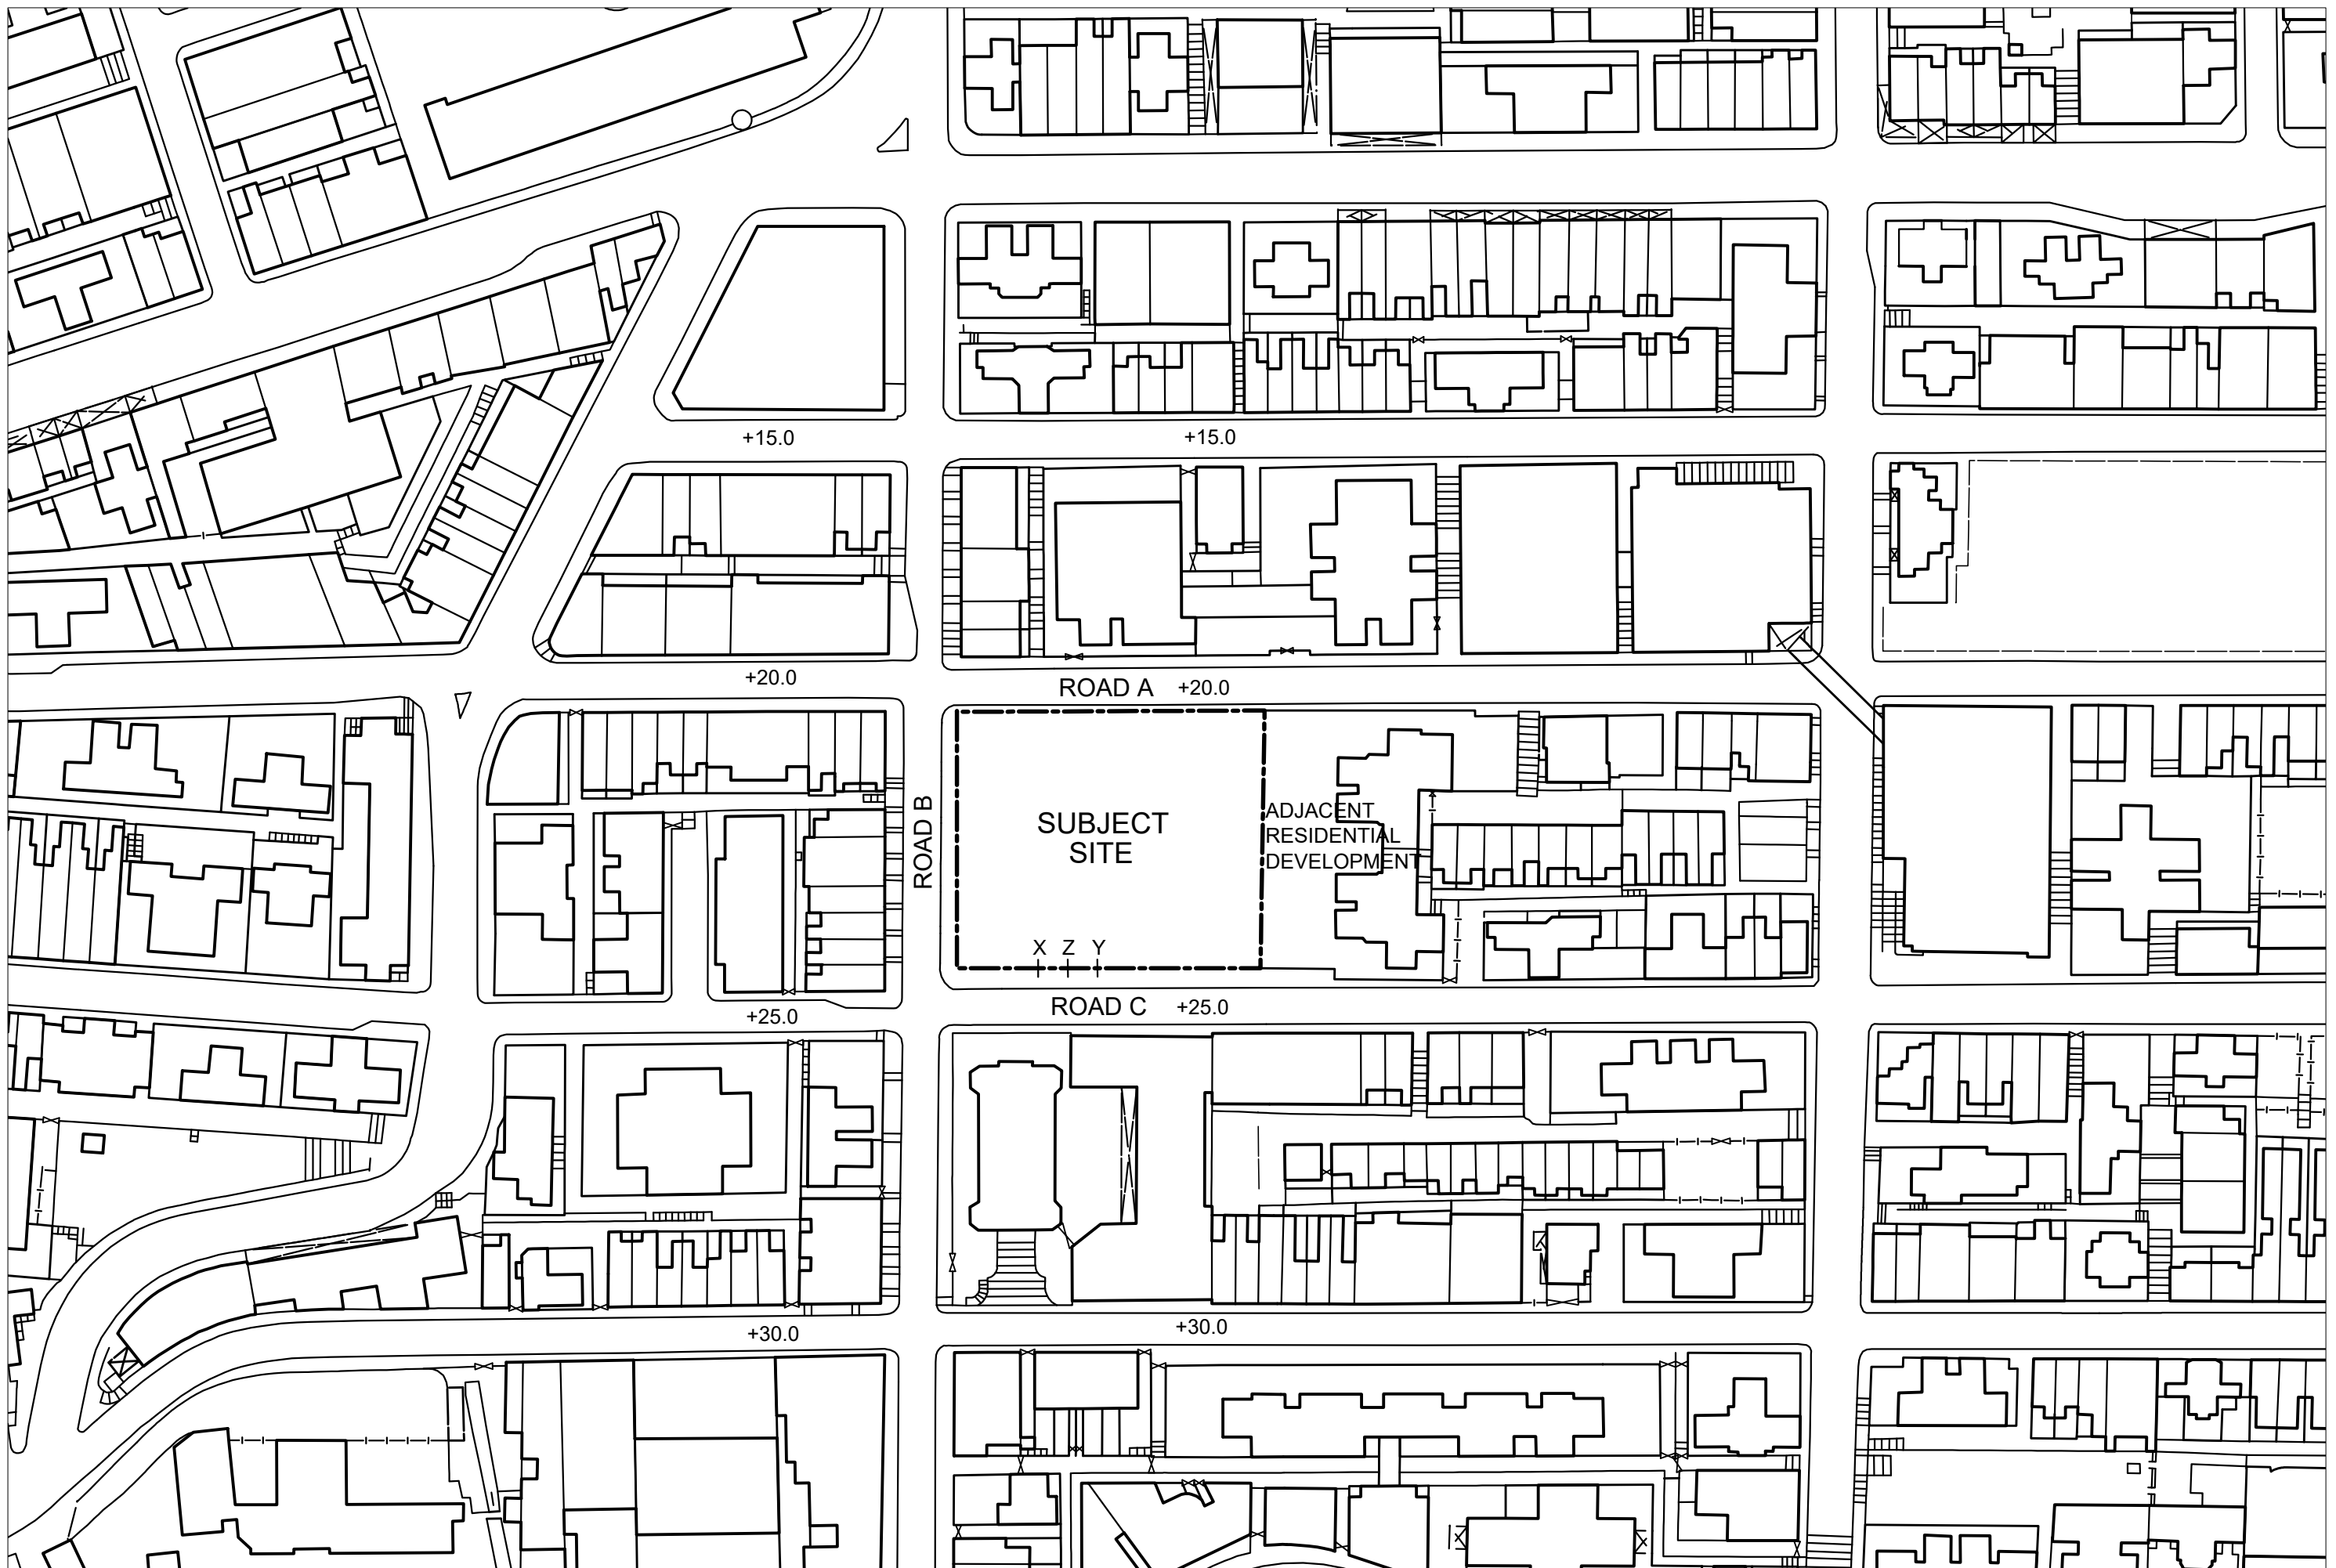 +15.0
+15.0
+20.0
ROAD A
+20.0
ROAD B
SUBJECT
SITE
ADJACENT
RESIDENTIAL
DEVELOPMENT
X
Z
Y
+25.0
ROAD C
+25.0
+30.0
+30.0